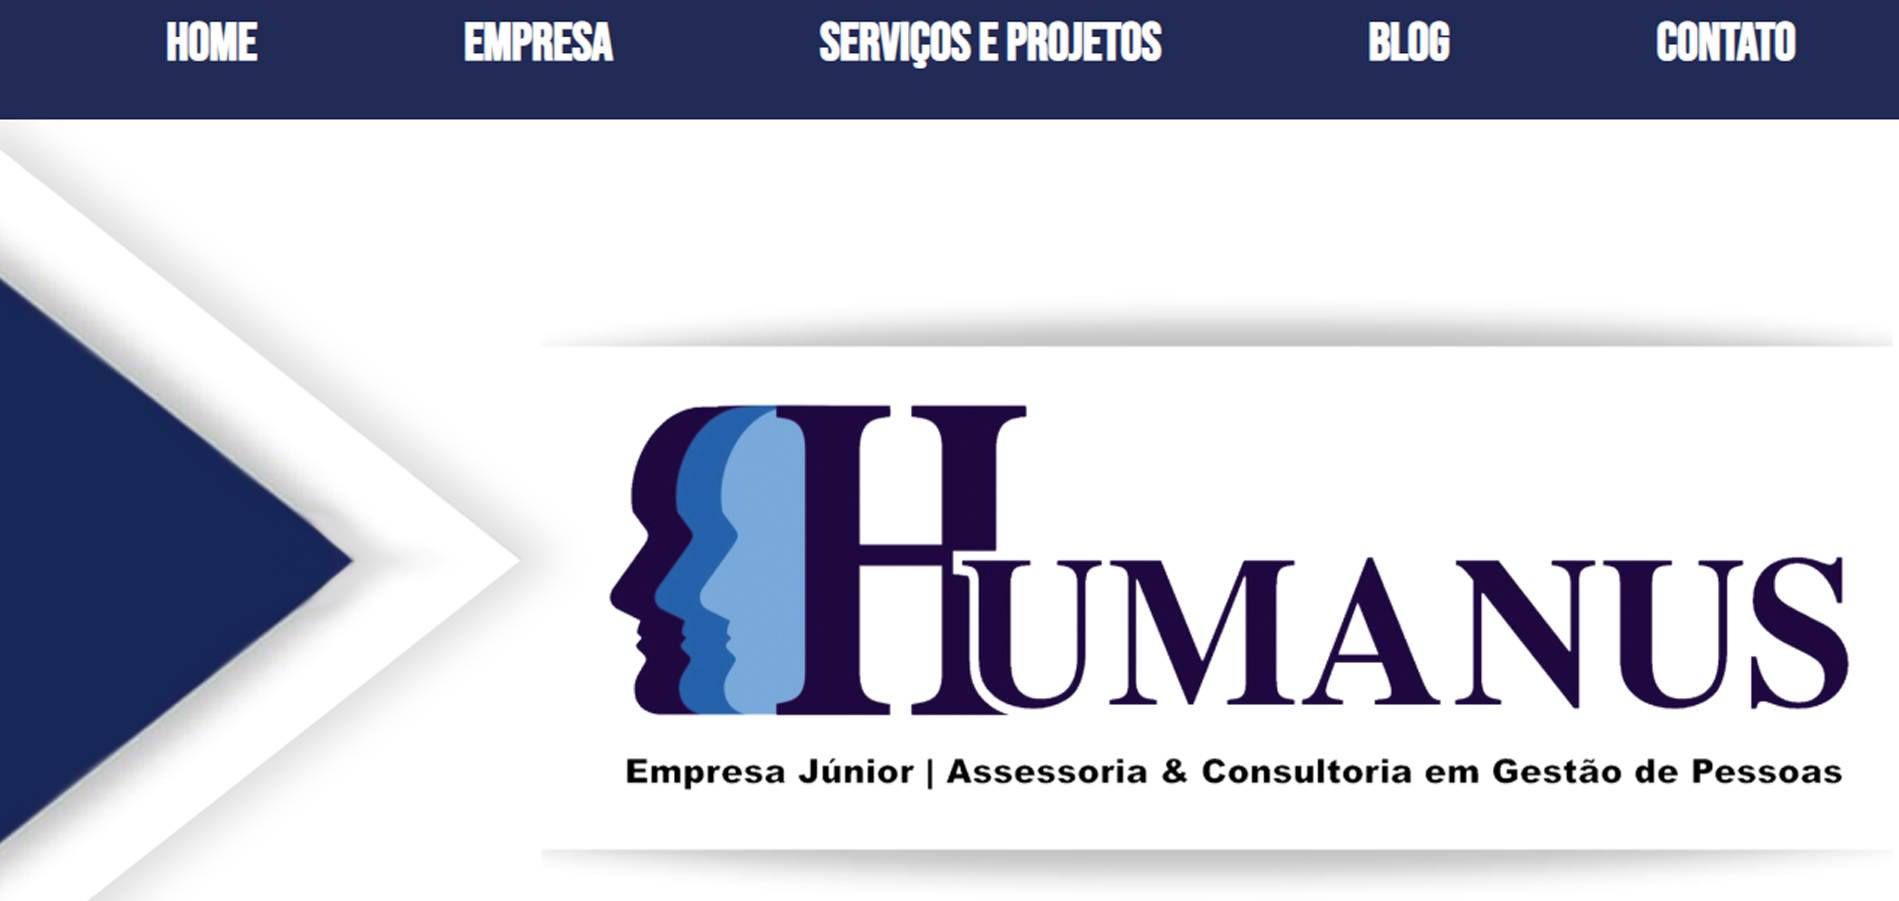 HOME EMPRESA SERVIÇOS E PROJETOS BLOG CONTATO
HUMANUS
Empresa Júnior | Assessoria & Consultoria em Gestão de Pessoas